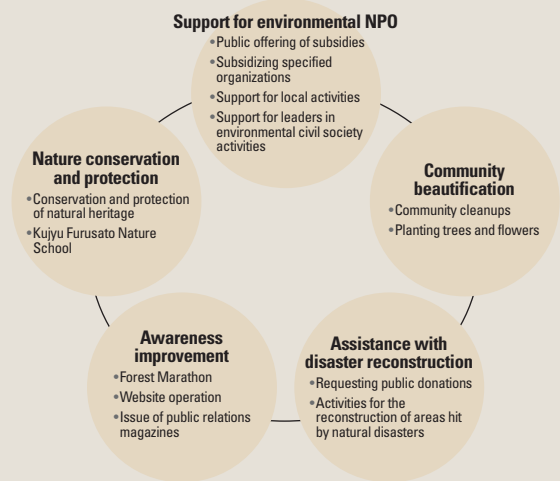 Support for environmental NPO
•Public offering of subsidies
•Subsidizing specified
organizations
•Support for local activities
•Support for leaders in
environmental civil society
activities
Nature conservation
and protection
•Conservation and protection
of natural heritage
•Kujyu Furusato Nature
School
Community
beautification
•Community cleanups
•Planting trees and flowers
Awareness
improvement
•Forest Marathon
•Website operation
•Issue of public relations
magazines
Assistance with
disaster reconstruction
•Requesting public donations
•Activities for the
reconstruction of areas hit
by natural disasters